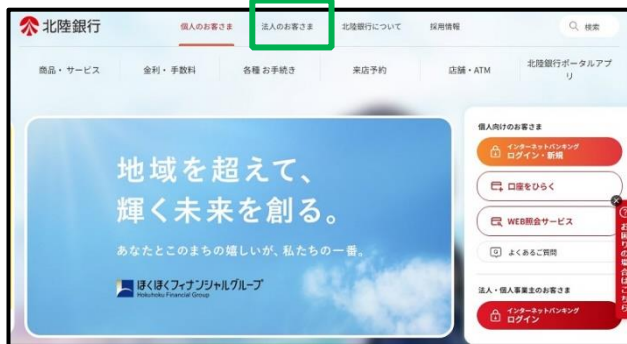 北陸銀行
個人のお客さま
法人のお客さま
北陸銀行について
採用情報
検索
商品・サービス
金利・手数料
各種お手続き
来店予約
店舗・ATM
北陸銀行ポータルアプ
リ
地域を超えて、
輝く未来を創る。
あなたとこのまちの嬉しいが、私たちの一番。
ほくほくフィナンシャルグループ
Hokuhoku Financial Group
個人向けのお客さま
インターネットバンキング
ログイン・新規
口座をひらく
WEB照会サービス
よくあるご質問
法人・個人事業主のお客さま
インターネットバンキング
ログイン
お困りの場合はこちら